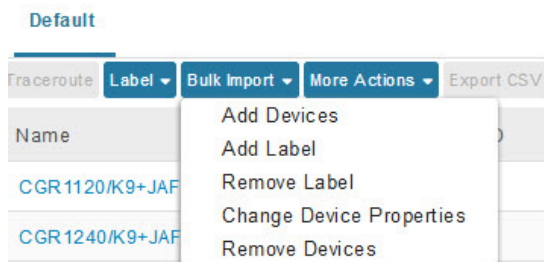 Default
Traceroute Label Bulk Import More Actions Export CSV
Add Devices
Name
Add Label
CGR1120/K9+JAF
Remove Label
Change Device Properties
CGR1240/K9+JAF
Remove Devices